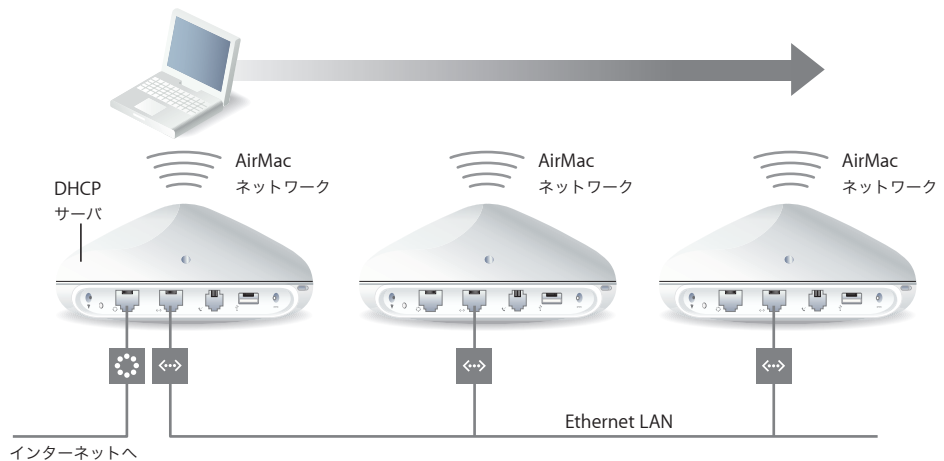 AirMac
ネットワーク
AirMac
ネットワーク
AirMac
ネットワーク
DHCP
サーバ
Ethernet LAN
インターネットへ